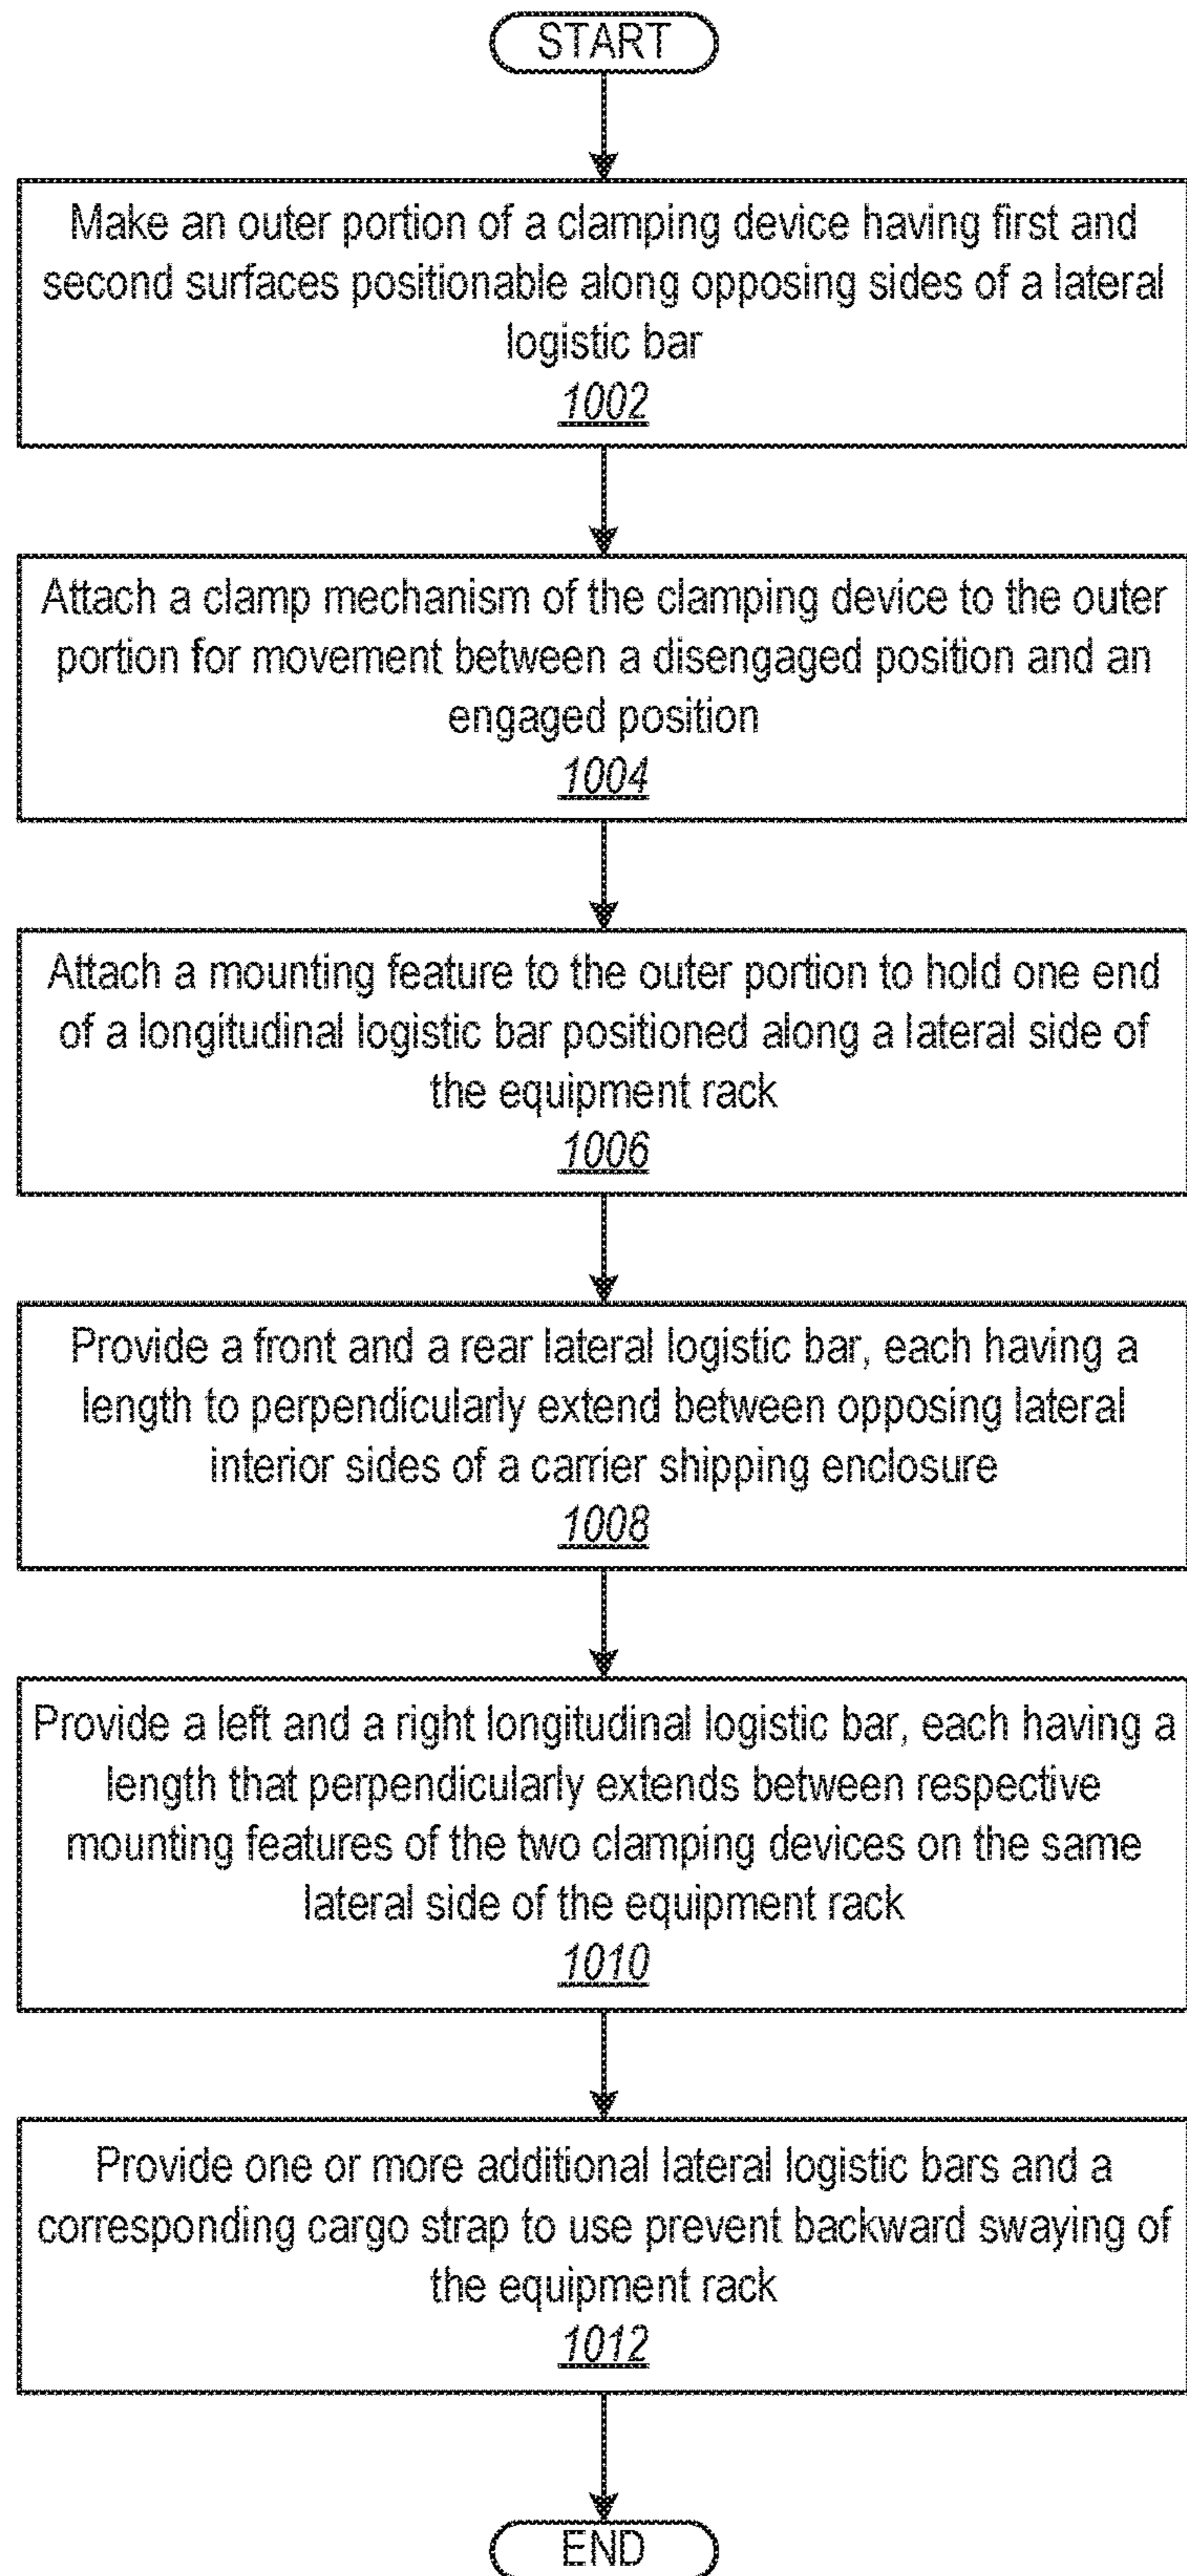 START
Make an outer portion of a clamping device having first and
second surfaces positionable along opposing sides of a lateral
logistic bar
1002
Attach a clamp mechanism of the clamping device to the outer
portion for movement between a disengaged position and an
engaged position
1004
Attach a mounting feature to the outer portion to hold one end
of a longitudinal logistic bar positioned along a lateral side of
the equipment rack
1006
Provide a front and a rear lateral logistic bar, each having a
length to perpendicularly extend between opposing lateral
interior sides of a carrier shipping enclosure
1008
Provide a left and a right longitudinal logistic bar, each having a
length that perpendicularly extends between respective
mounting features of the two clamping devices on the same
lateral side of the equipment rack
1010
Provide one or more additional lateral logistic bars and a
corresponding cargo strap to use prevent backward swaying of
the equipment rack
1012
END